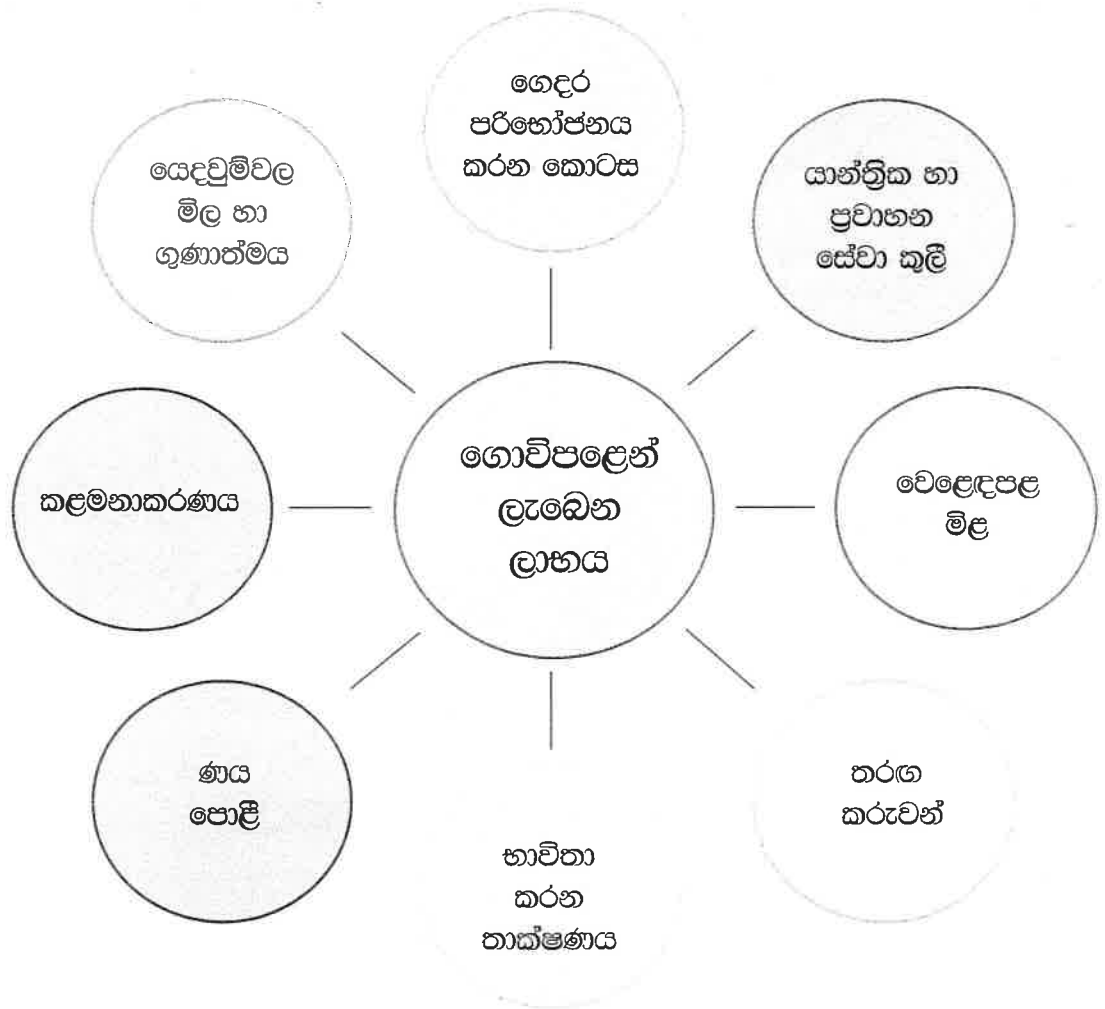 ගෙදර
පරිභෝජනය
කරන කොටස
යාන්ත්‍රික හා
ප්‍රවාහන
සේවා කුලී
වෙළෙඳපළ
මිළ
තරඟ
කරුවන්
භාවිතා
කරන
තාක්ෂණය
ණය
පොළී
කළමනාකරණය
යෙදවුම්වල
මිල හා
ගුණාත්මය
ගොවිපළෙන්
ලැබෙන
ලාභය